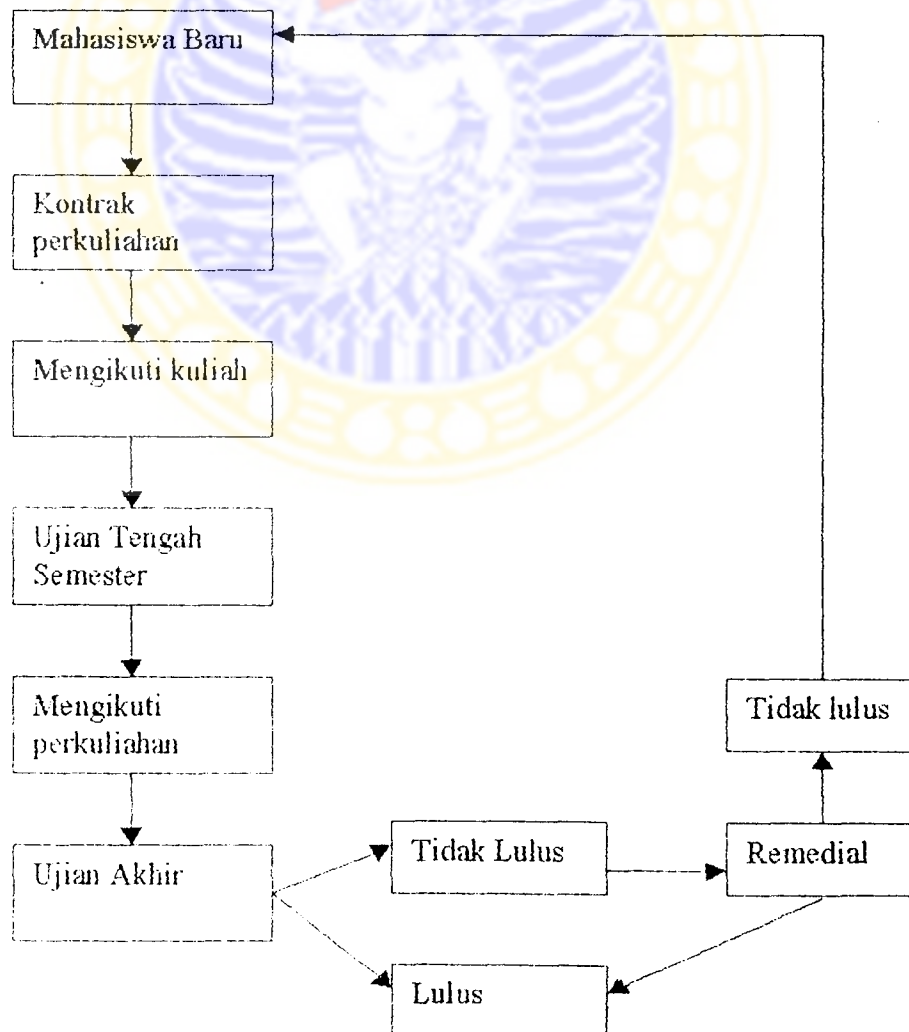 Mahasiswa Baru
Kontrak
perkuliahan
Mengikuti kuliah
Ujian Tengah
Semester
Mengikuti
perkuliahan
Ujian Akhir
Tidak Lulus
Lulus
Remedial
Tidak lulus